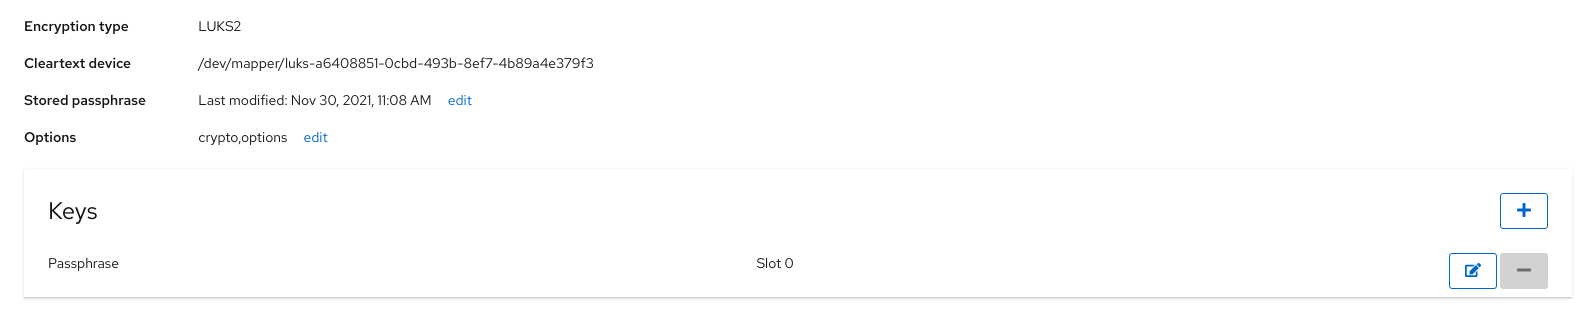 Encryption type LUKS2
Cleartext device /dev/mapper/luks-a6408851-0cbd-493b-8ef7-4b89a4e379f3
Stored passphrase Last modified: Nov 30, 2021, 11:08 AM edit
Options crypto,options edit
Keys
Passphrase Slot 0